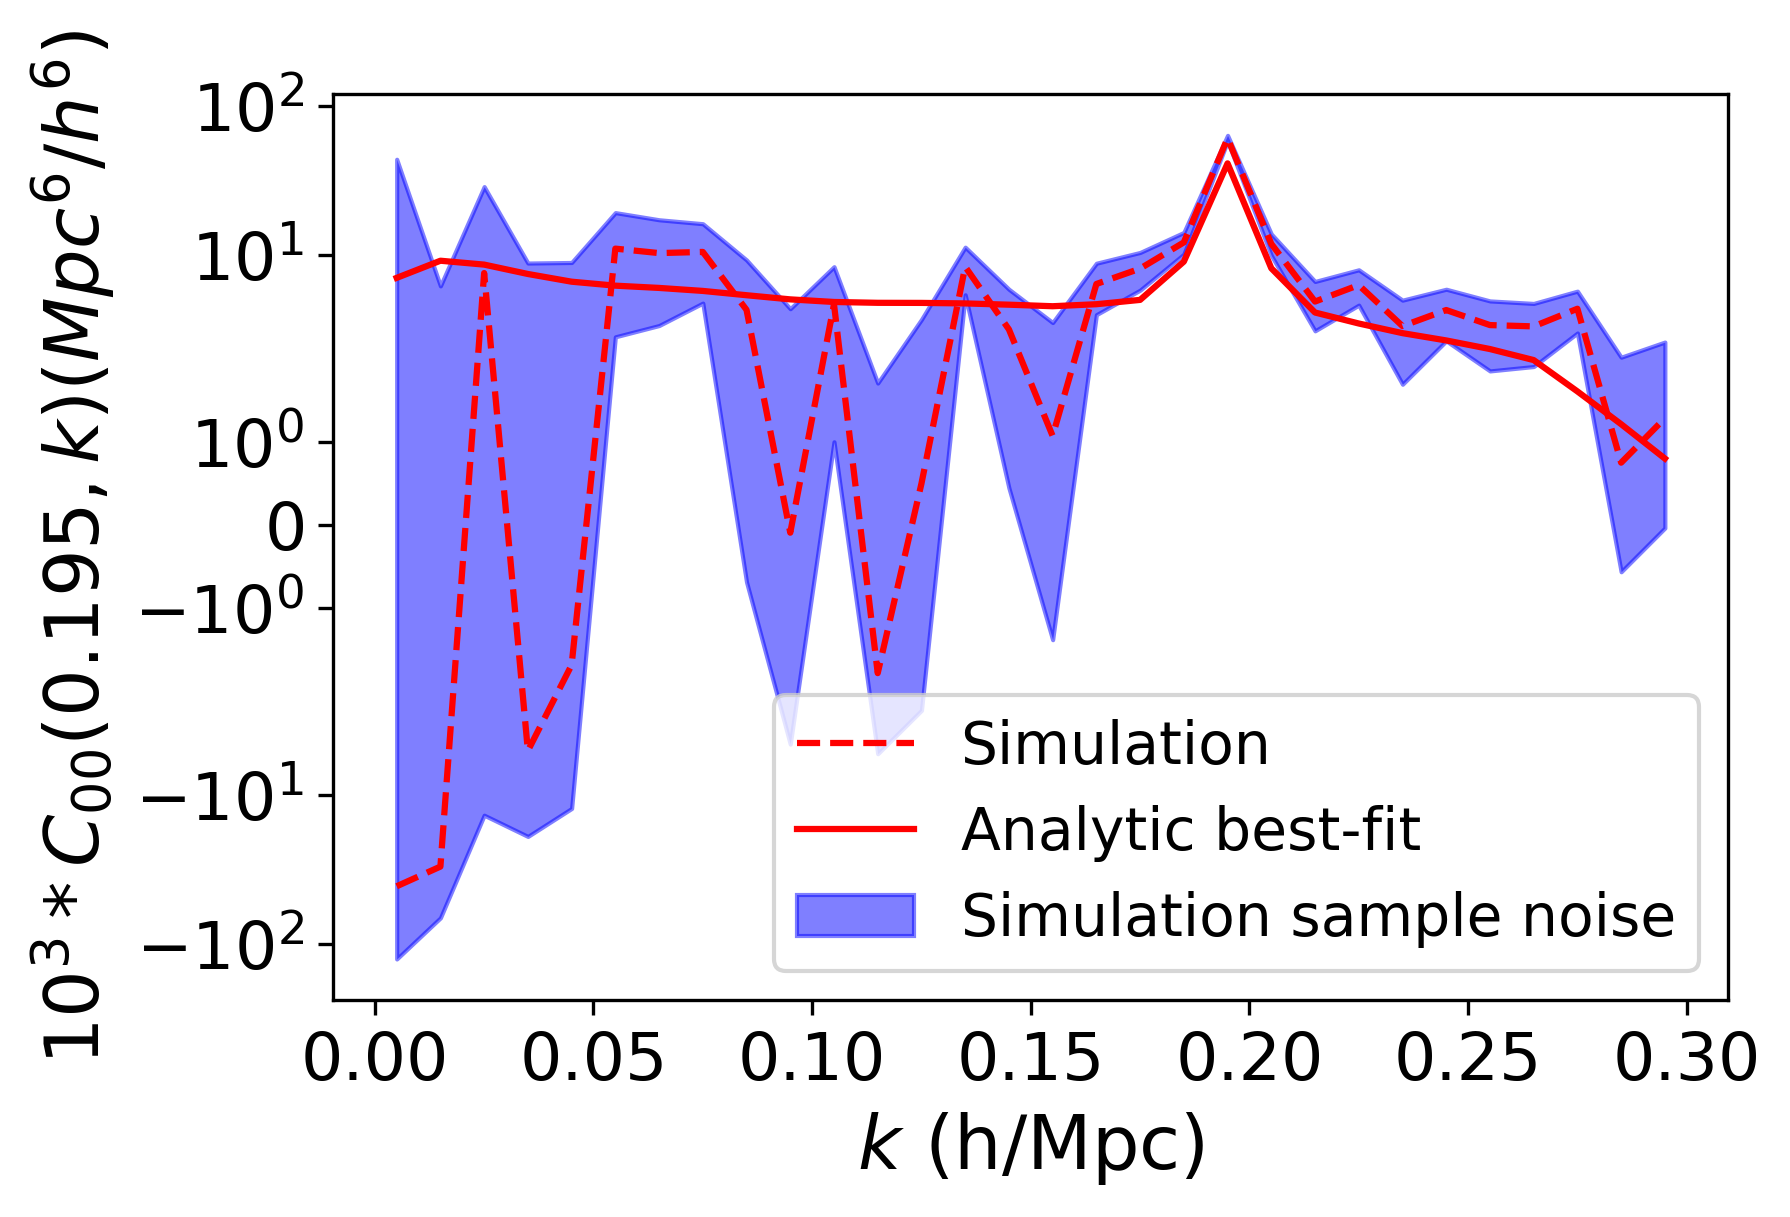 10^3 * C_00(0.195, k)(Mpc^6/h^6)
10^2
10^1
10^0
0
−10^0
−10^1
−10^2
Simulation
Analytic best-fit
Simulation sample noise
0.00 0.05 0.10 0.15 0.20 0.25 0.30
k (h/Mpc)